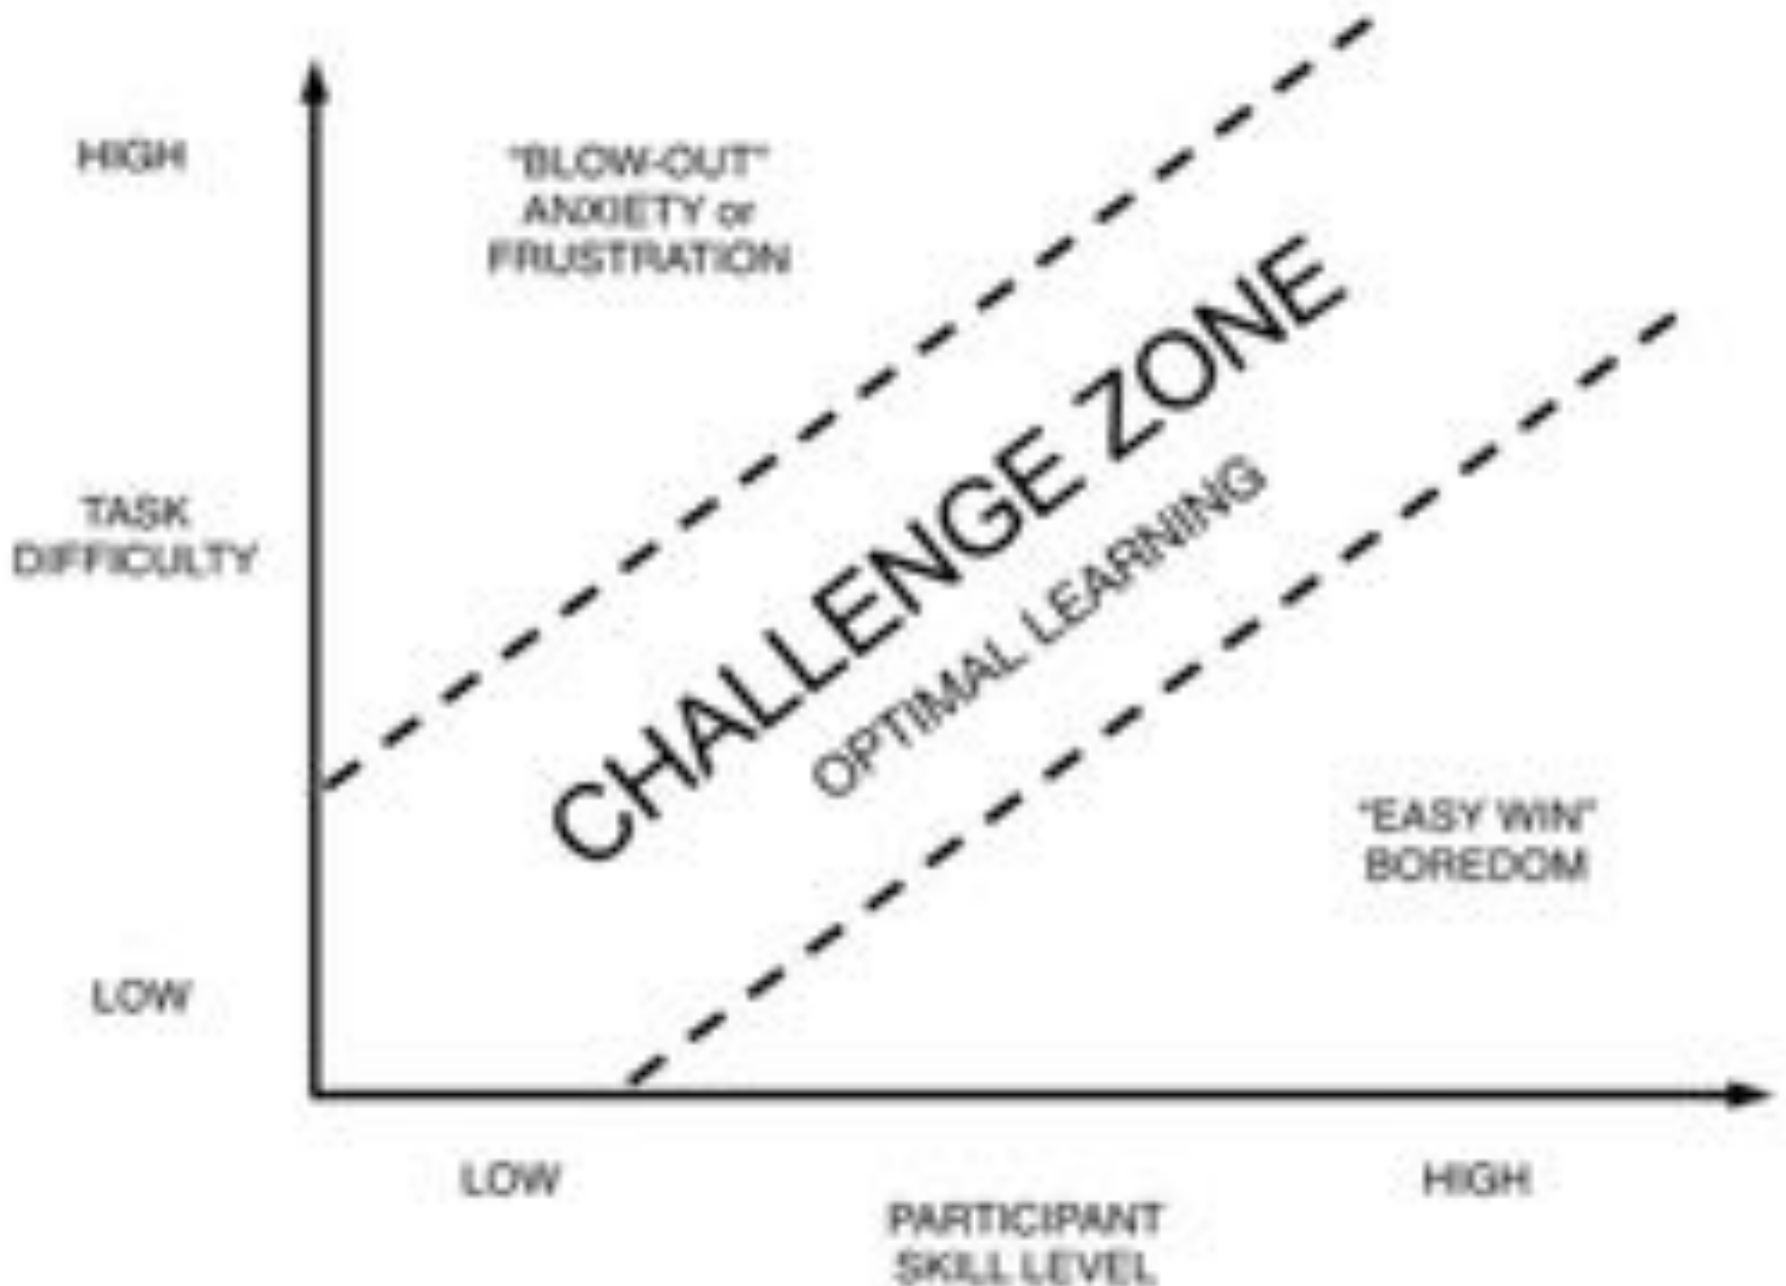 HIGH
"BLOW-OUT"
ANXIETY or
FRUSTRATION
CHALLENGE ZONE
OPTIMAL LEARNING
TASK
DIFFICULTY
"EASY WIN"
BOREDOM
LOW
LOW
HIGH
PARTICIPANT
SKILL LEVEL